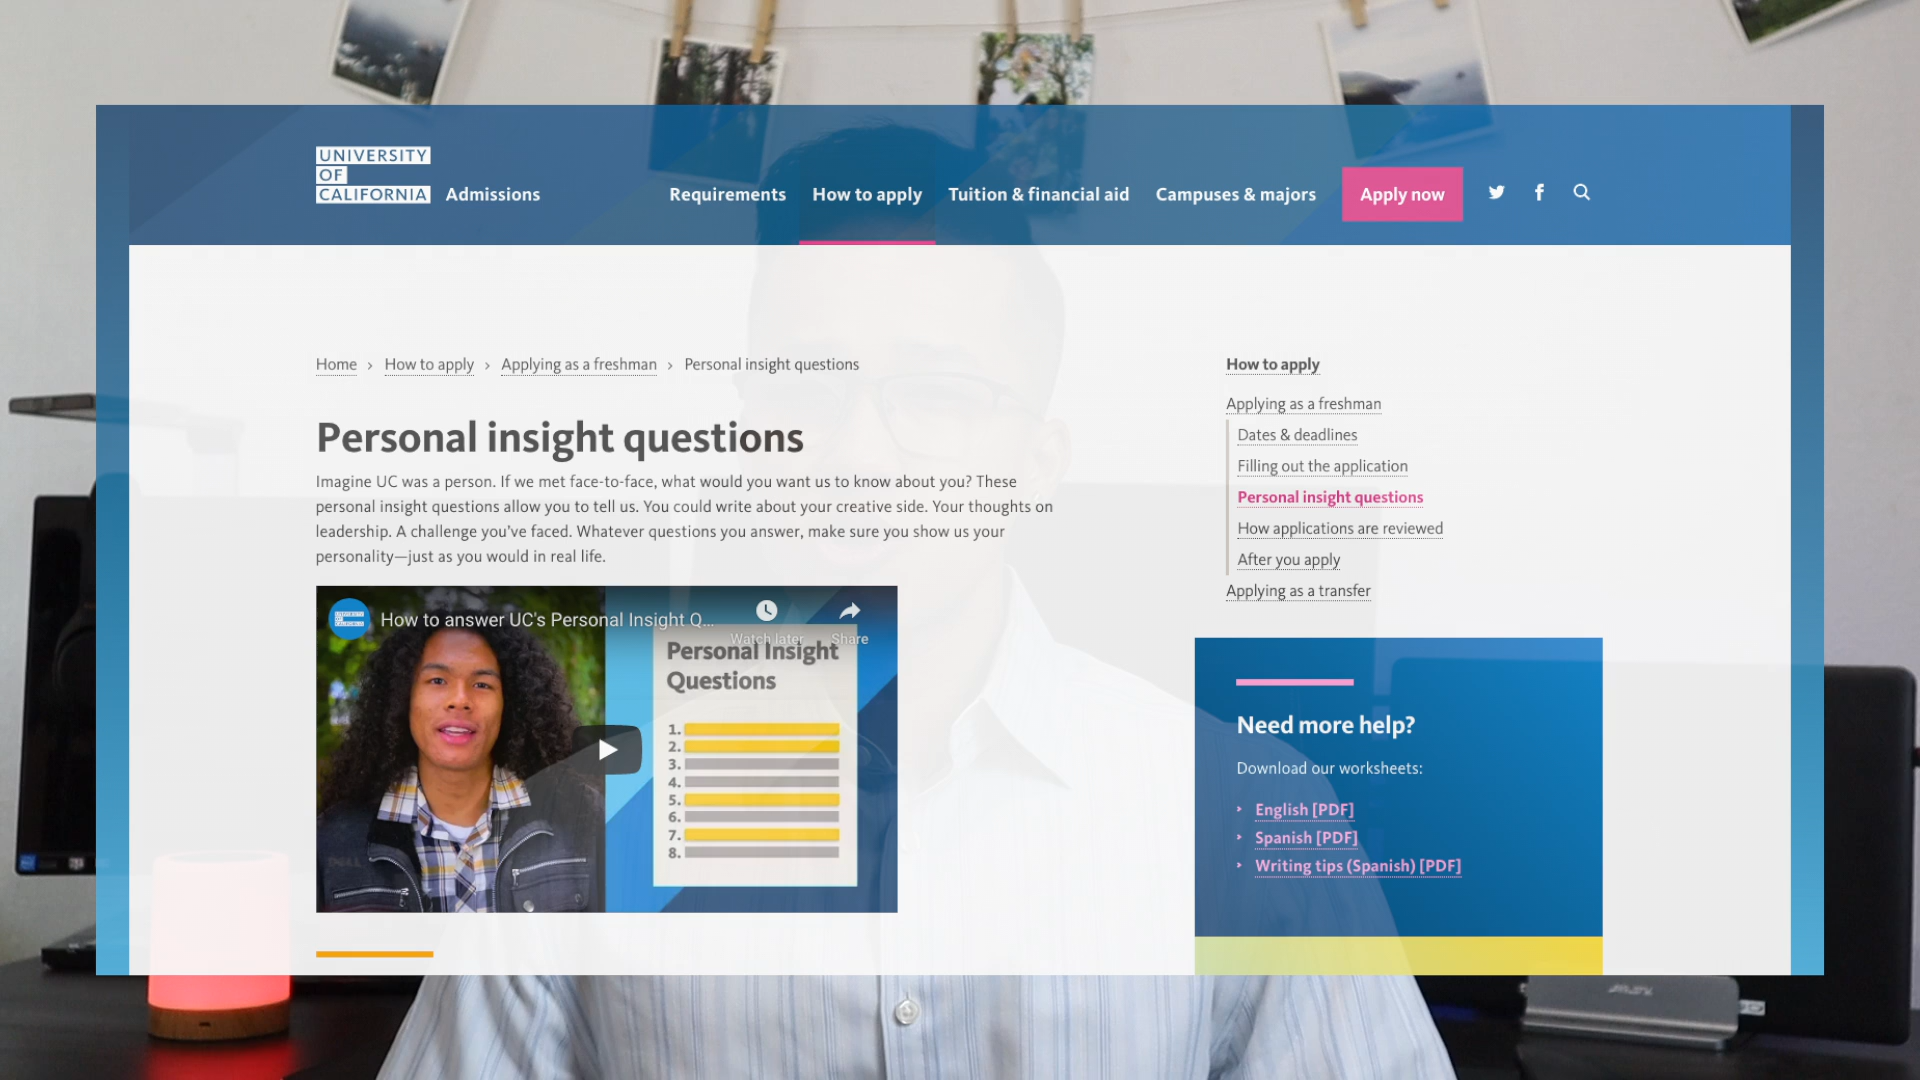 UNIVERSITY
OF
CALIFORNIA
Admissions
Requirements
How to apply
Tuition & financial aid
Campuses & majors
Apply now
Home › How to apply › Applying as a freshman › Personal insight questions
Personal insight questions
Imagine UC was a person. If we met face-to-face, what would you want us to know about you? These
personal insight questions allow you to tell us. You could write about your creative side. Your thoughts on
leadership. A challenge you've faced. Whatever questions you answer, make sure you show us your
personality—just as you would in real life.
How to answer UC's Personal Insight Q...
Watch later
Share
Personal Insight
Questions
1.
2.
3.
4.
5.
6.
7.
8.
How to apply
Applying as a freshman
Dates & deadlines
Filling out the application
Personal insight questions
How applications are reviewed
After you apply
Applying as a transfer
Need more help?
Download our worksheets:
English [PDF]
Spanish [PDF]
Writing tips (Spanish) [PDF]
DELL